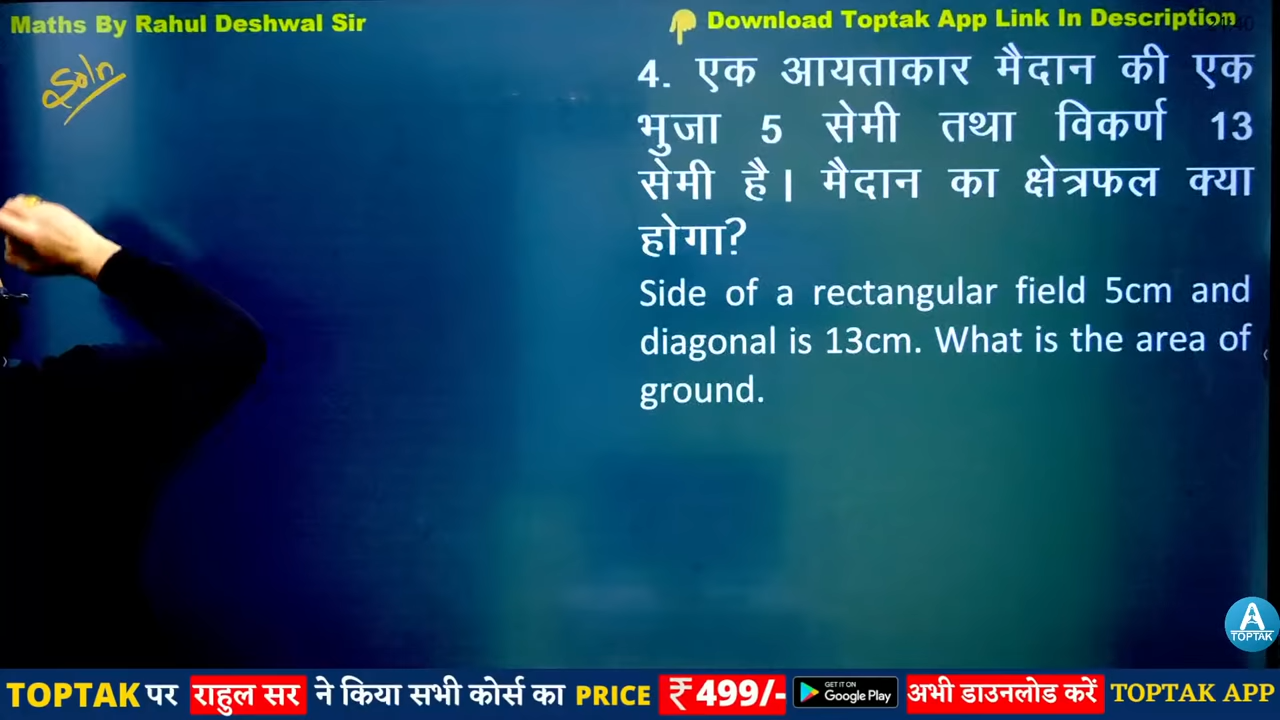 Maths By Rahul Deshwal Sir
Download Toptak App Link In Description
Soln
4. एक आयताकार मैदान की एक
भुजा 5 सेमी तथा विकर्ण 13
सेमी है। मैदान का क्षेत्रफल क्या
होगा?
Side of a rectangular field 5cm and
diagonal is 13cm. What is the area of
ground.
A
TOPTAK
TOPTAK पर राहुल सर ने किया सभी कोर्स का PRICE ₹499/- GET IT ON Google Play अभी डाउनलोड करें TOPTAK APP